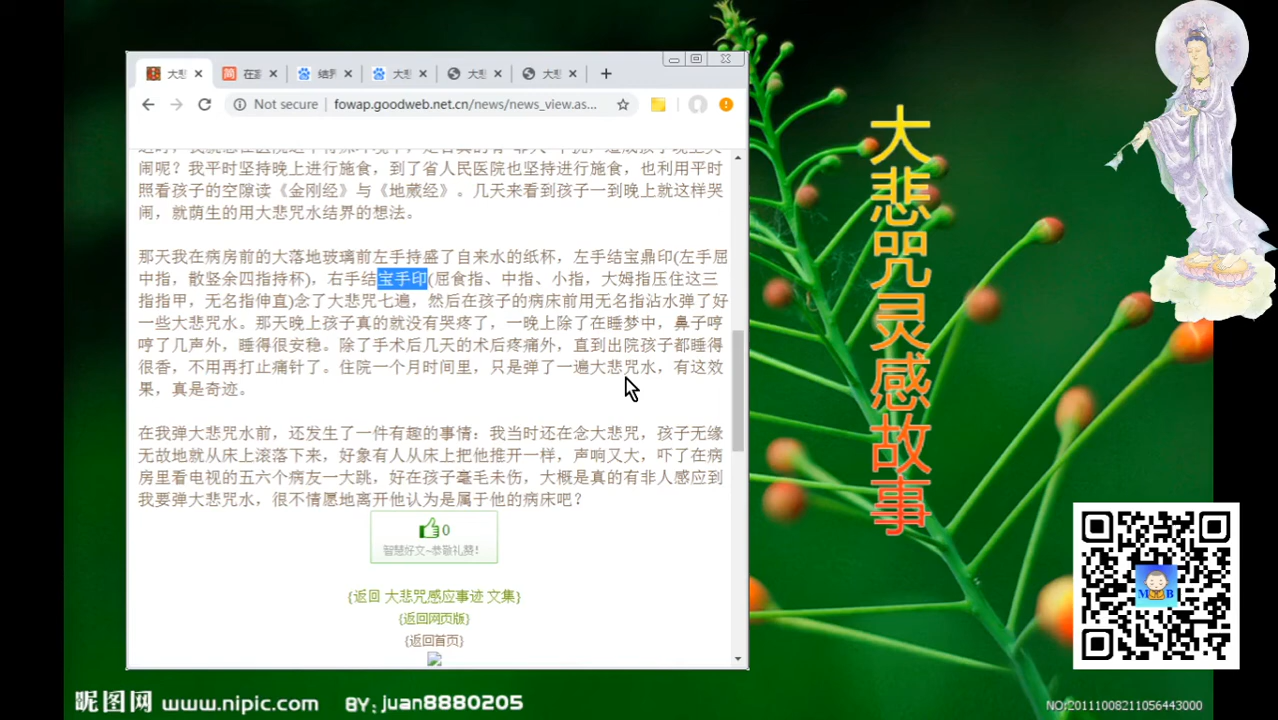 大悲
在
结界
大悲
大悲
大悲
Not secure | fowap.goodweb.net.cn/news/news_view.as...
闹呢？我平时坚持晚上进行施食，到了省人民医院也坚持进行施食，也利用平时
照看孩子的空隙读《金刚经》与《地藏经》。几天来看到孩子一到晚上就这样哭
闹，就荫生的用大悲咒水结界的想法。
那天我在病房前的大落地玻璃前左手持盛了自来水的纸杯，左手结宝鼎印(左手屈
中指，散竖余四指持杯)，右手结宝手印(屈食指、中指、小指，大姆指压住这三
指指甲，无名指伸直)念了大悲咒七遍，然后在孩子的病床前用无名指沾水弹了好
一些大悲咒水。那天晚上孩子真的就没有哭疼了，一晚上除了在睡梦中，鼻子哼
哼了几声外，睡得很安稳。除了手术后几天的术后疼痛外，直到出院孩子都睡得
很香，不用再打止痛针了。住院一个月时间里，只是弹了一遍大悲咒水，有这效
果，真是奇迹。
在我弹大悲咒水前，还发生了一件有趣的事情：我当时还在念大悲咒，孩子无缘
无故地就从床上滚落下来，好象有人从床上把他推开一样，声响又大，吓了在病
房里看电视的五六个病友一大跳，好在孩子毫毛未伤，大概是真的有非人感应到
我要弹大悲咒水，很不情愿地离开他认为是属于他的病床吧？
0
智慧好文~恭敬礼赞！
{返回 大悲咒感应事迹 文集}
{返回网页版}
{返回首页}
大悲咒灵感故事
M B
昵图网 www.nipic.com BY: juan8880205
NO:20111008211056443000